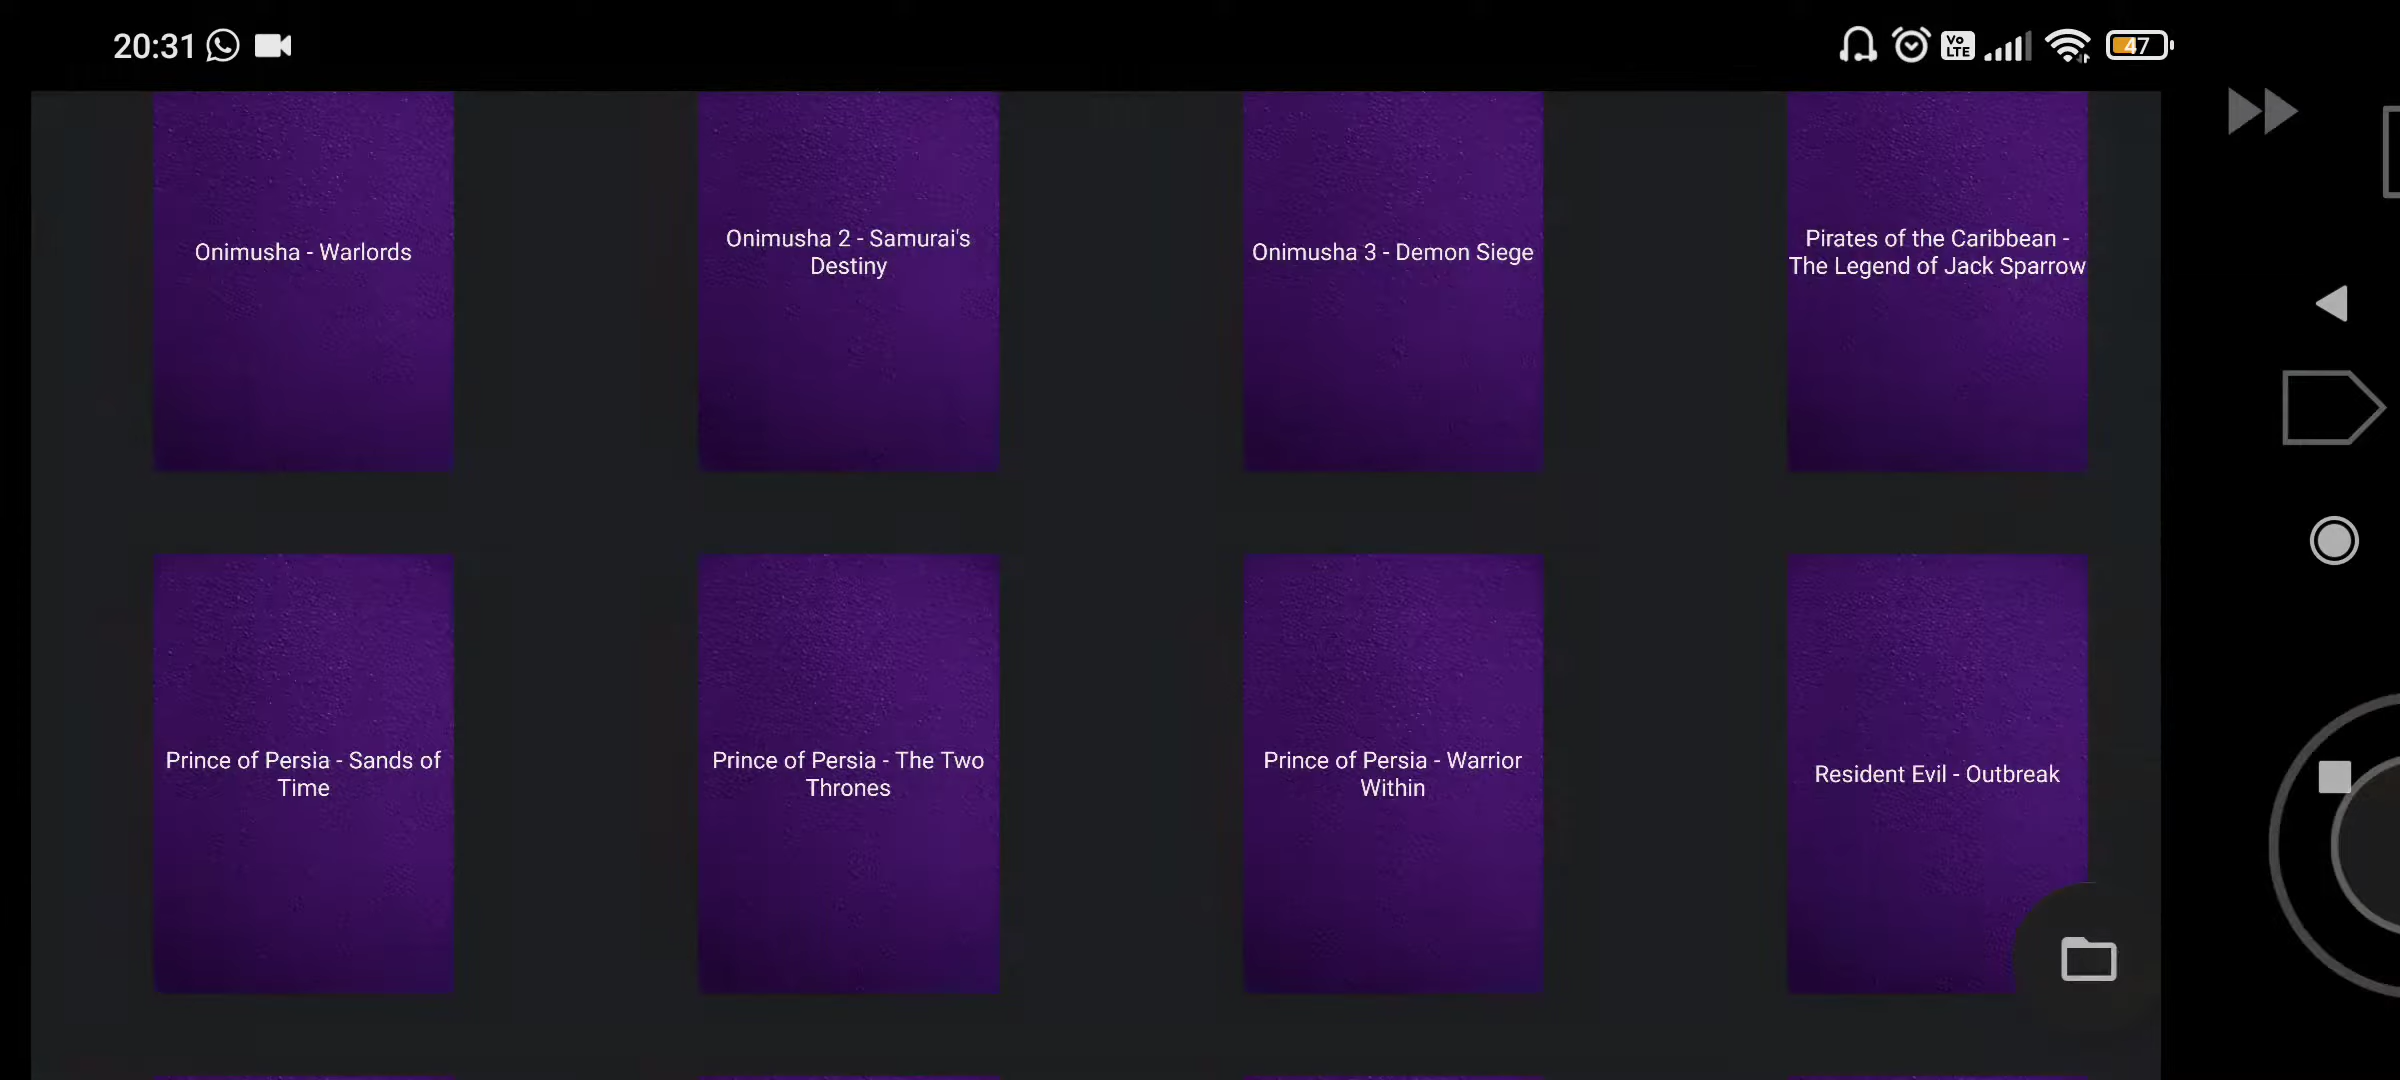 20:31
Vo
LTE
47
Onimusha - Warlords
Onimusha 2 - Samurai's
Destiny
Onimusha 3 - Demon Siege
Pirates of the Caribbean -
The Legend of Jack Sparrow
Prince of Persia - Sands of
Time
Prince of Persia - The Two
Thrones
Prince of Persia - Warrior
Within
Resident Evil - Outbreak